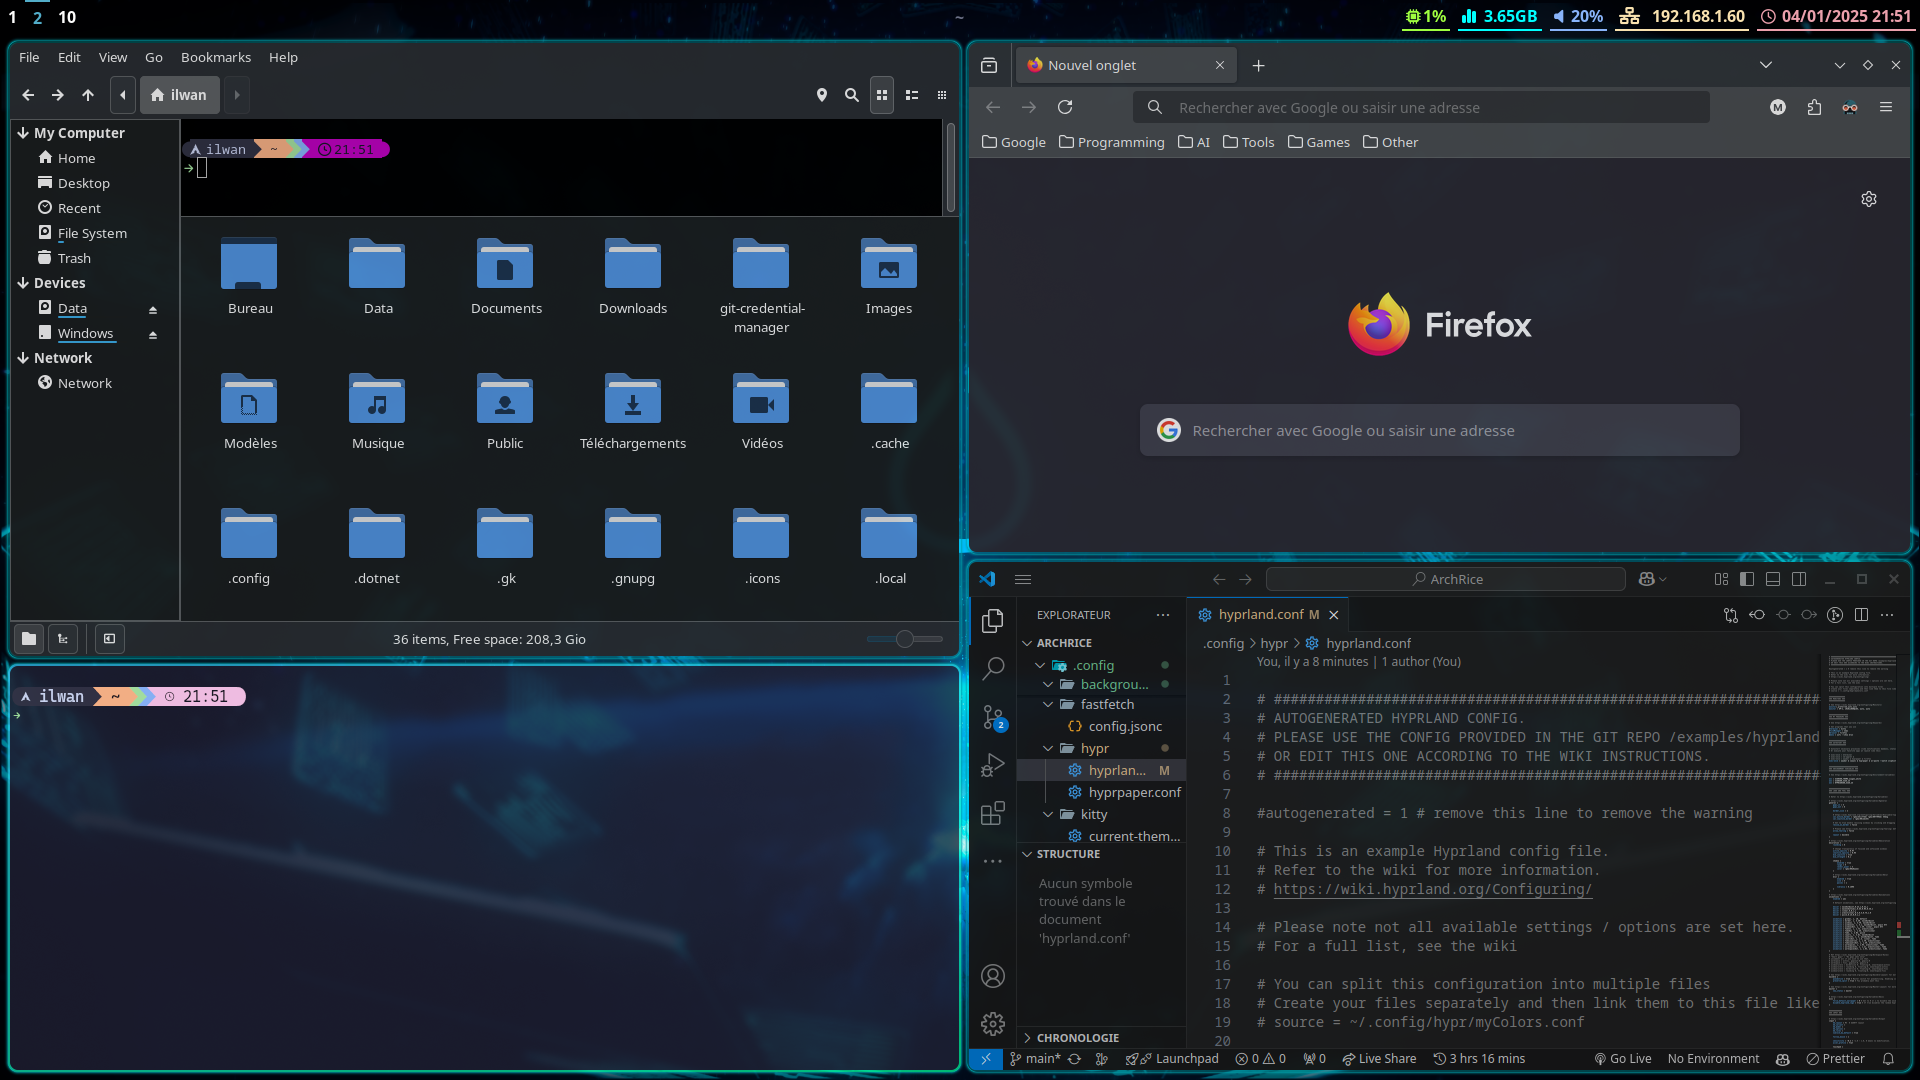 1 2 10
~
1% 3.65GB 20% 192.168.1.60 04/01/2025 21:51
File Edit View Go Bookmarks Help
ilwan
My Computer
Home
Desktop
Recent
File System
Trash
Devices
Data
Windows
Network
Network
ilwan ~ 21:51
Bureau Data Documents Downloads git-credential-manager Images
Modèles Musique Public Téléchargements Vidéos .cache
.config .dotnet .gk .gnupg .icons .local
36 items, Free space: 208,3 Gio
ilwan ~ 21:51
Nouvel onglet
Rechercher avec Google ou saisir une adresse
M
Google Programming AI Tools Games Other
Firefox
Rechercher avec Google ou saisir une adresse
ArchRice
EXPLORATEUR
ARCHRICE
.config
backgrou...
fastfetch
config.jsonc
hypr
hyprlan... M
hyprpaper.conf
kitty
current-them...
STRUCTURE
Aucun symbole
trouvé dans le
document
'hyprland.conf'
CHRONOLOGIE
2
hyprland.conf M
.config > hypr > hyprland.conf
You, il y a 8 minutes | 1 author (You)
1
2 # ##################################################################
3 # AUTOGENERATED HYPRLAND CONFIG.
4 # PLEASE USE THE CONFIG PROVIDED IN THE GIT REPO /examples/hyprland
5 # OR EDIT THIS ONE ACCORDING TO THE WIKI INSTRUCTIONS.
6 # ##################################################################
7
8 #autogenerated = 1 # remove this line to remove the warning
9
10 # This is an example Hyprland config file.
11 # Refer to the wiki for more information.
12 # https://wiki.hyprland.org/Configuring/
13
14 # Please note not all available settings / options are set here.
15 # For a full list, see the wiki
16
17 # You can split this configuration into multiple files
18 # Create your files separately and then link them to this file like
19 # source = ~/.config/hypr/myColors.conf
20
main* Launchpad 0 0 0 Live Share 3 hrs 16 mins Go Live No Environment Prettier